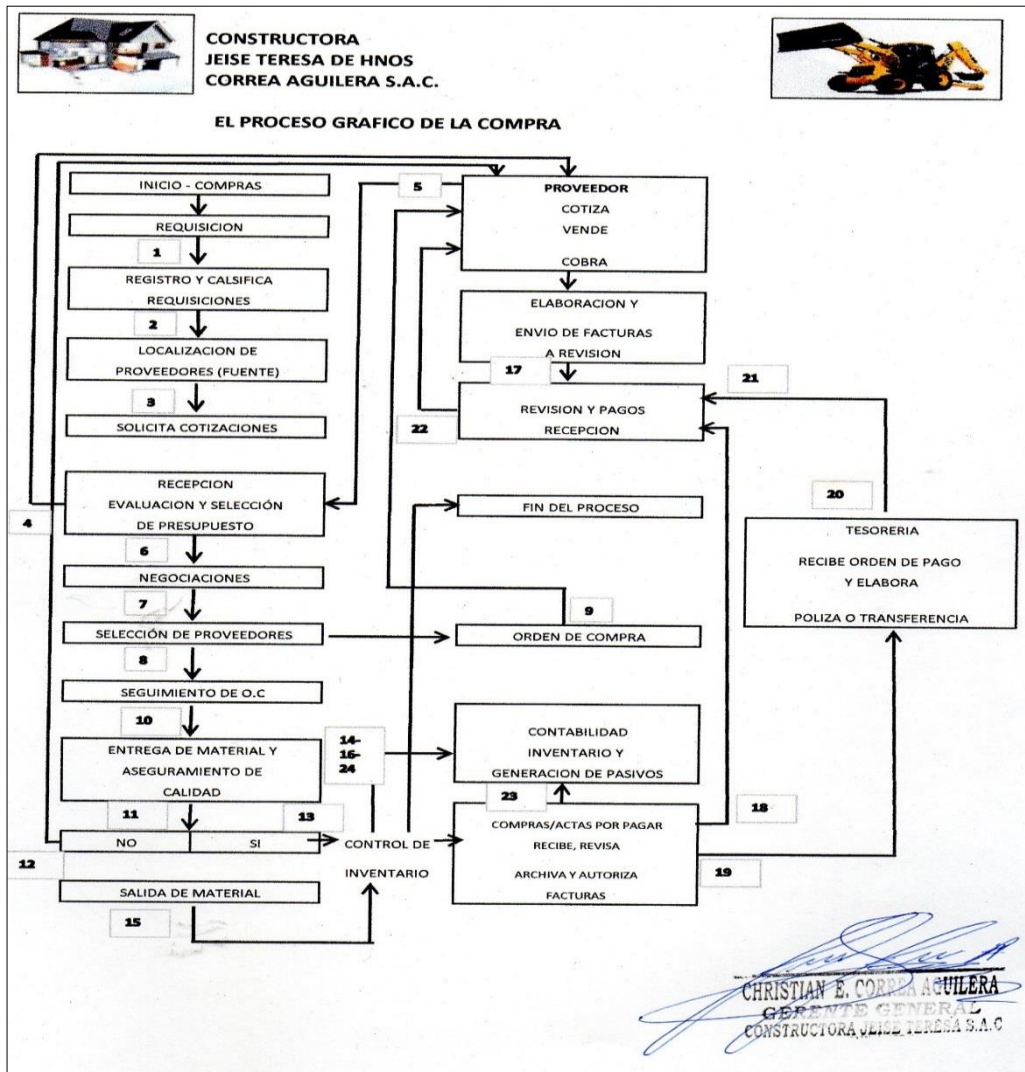 CONSTRUCTORA
JEISE TERESA DE HNOS
CORREA AGUILERA S.A.C.
EL PROCESO GRAFICO DE LA COMPRA
INICIO - COMPRAS
REQUISICION
1
REGISTRO Y CALSIFICA
REQUISICIONES
2
LOCALIZACION DE
PROVEEDORES (FUENTE)
3
SOLICITA COTIZACIONES
4
RECEPCION
EVALUACION Y SELECCIÓN
DE PRESUPUESTO
6
NEGOCIACIONES
7
SELECCIÓN DE PROVEEDORES
8
SEGUIMIENTO DE O.C
10
ENTREGA DE MATERIAL Y
ASEGURAMIENTO DE
CALIDAD
11
13
NO
SI
12
SALIDA DE MATERIAL
15
14-
16-
24
CONTROL DE
INVENTARIO
5
PROVEEDOR
COTIZA
VENDE
COBRA
ELABORACION Y
ENVIO DE FACTURAS
A REVISION
17
REVISION Y PAGOS
RECEPCION
22
21
FIN DEL PROCESO
9
ORDEN DE COMPRA
CONTABILIDAD
INVENTARIO Y
GENERACION DE PASIVOS
23
COMPRAS/ACTAS POR PAGAR
RECIBE, REVISA
ARCHIVA Y AUTORIZA
FACTURAS
18
19
20
TESORERIA
RECIBE ORDEN DE PAGO
Y ELABORA
POLIZA O TRANSFERENCIA
CHRISTIAN E. CORREA AGUILERA
GERENTE GENERAL
CONSTRUCTORA JEISE TERESA S.A.C